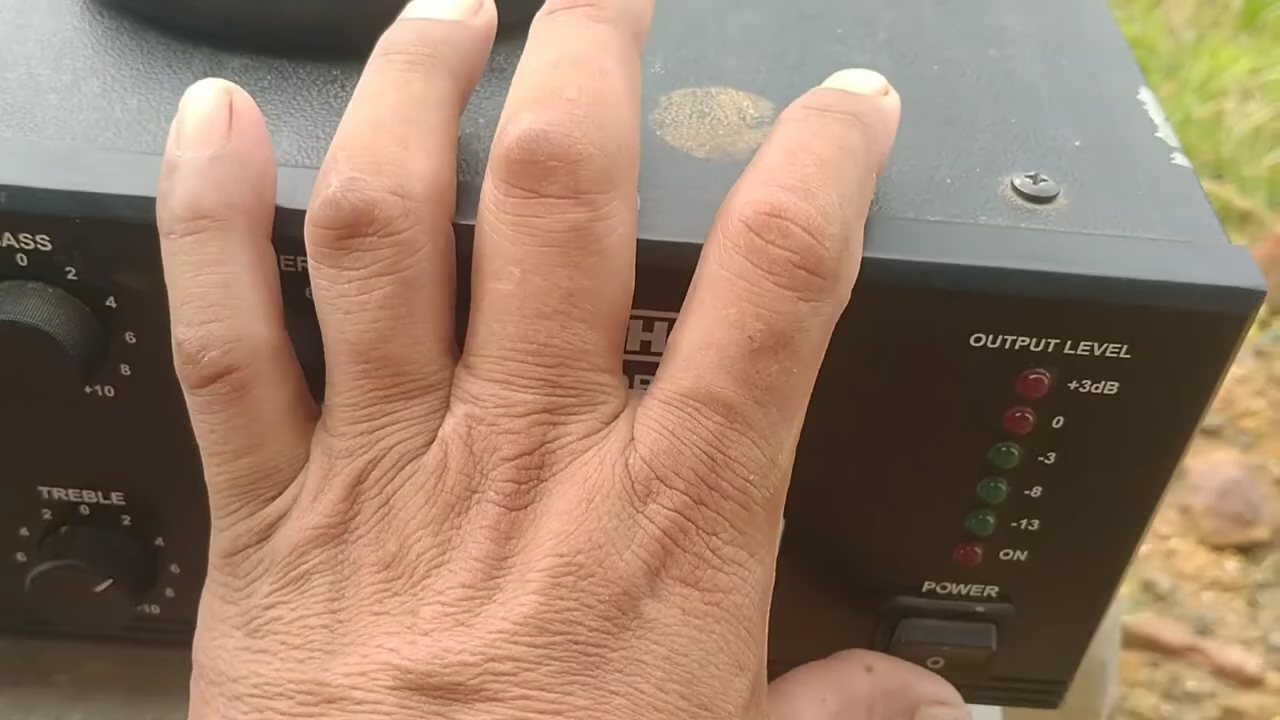 ASS
0
2
4
6
8
+10
ER
H
OUTPUT LEVEL
+3dB
0
-3
-8
-13
ON
POWER
O
TREBLE
2 0 2
4 4
6 6
8
-10